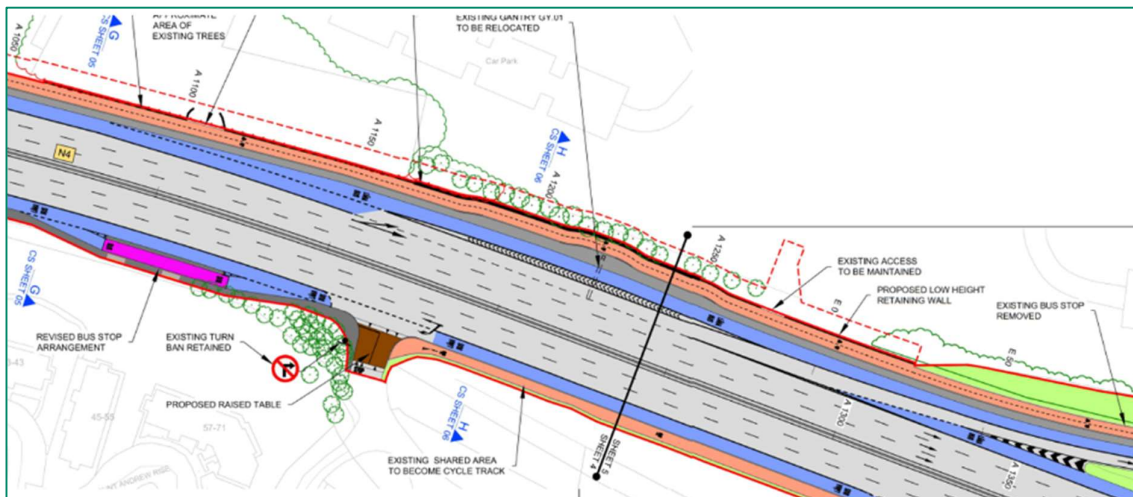 APPROXIMATE
AREA OF
EXISTING TREES
EXISTING GANTRY GY.01
TO BE RELOCATED
A 1050
G
CS SHEET 05
A 1100
A 1150
Car Park
H
CS SHEET 06
A 1200
A 1250
N4
EXISTING ACCESS
TO BE MAINTAINED
PROPOSED LOW HEIGHT
RETAINING WALL
E 0
EXISTING BUS STOP
REMOVED
E 50
CS SHEET 05
G
REVISED BUS STOP
ARRANGEMENT
EXISTING TURN
BAN RETAINED
PROPOSED RAISED TABLE
45-55
57-71
CS SHEET 06
H
EXISTING SHARED AREA
TO BECOME CYCLE TRACK
SHEET 4
SHEET 5
A 1300
A 1350